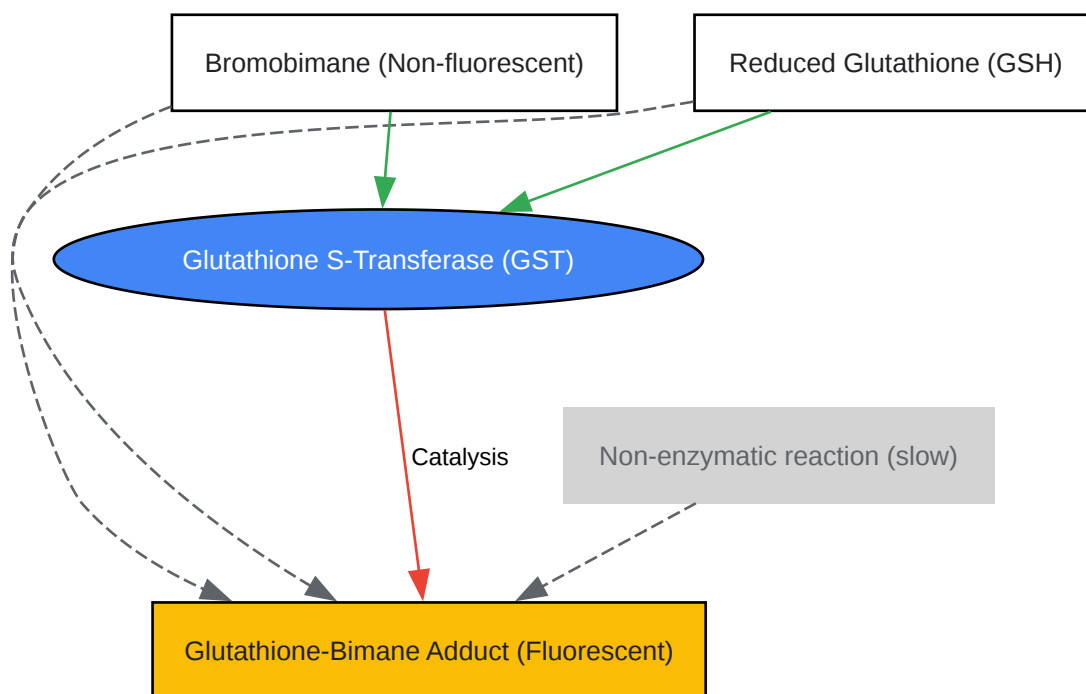 Bromobimane (Non-fluorescent)
Reduced Glutathione (GSH)
Glutathione S-Transferase (GST)
Catalysis
Non-enzymatic reaction (slow)
Glutathione-Bimane Adduct (Fluorescent)